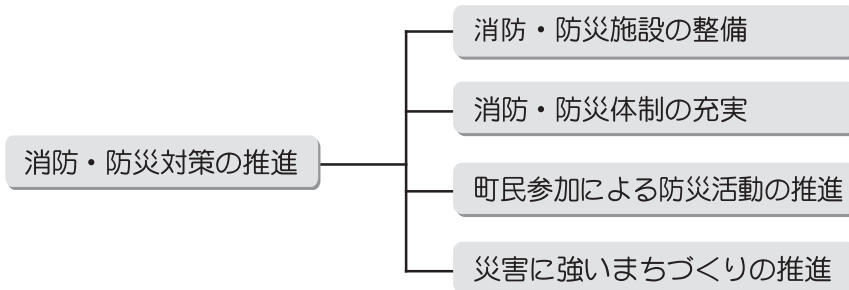 消防・防災対策の推進
消防・防災施設の整備
消防・防災体制の充実
町民参加による防災活動の推進
災害に強いまちづくりの推進